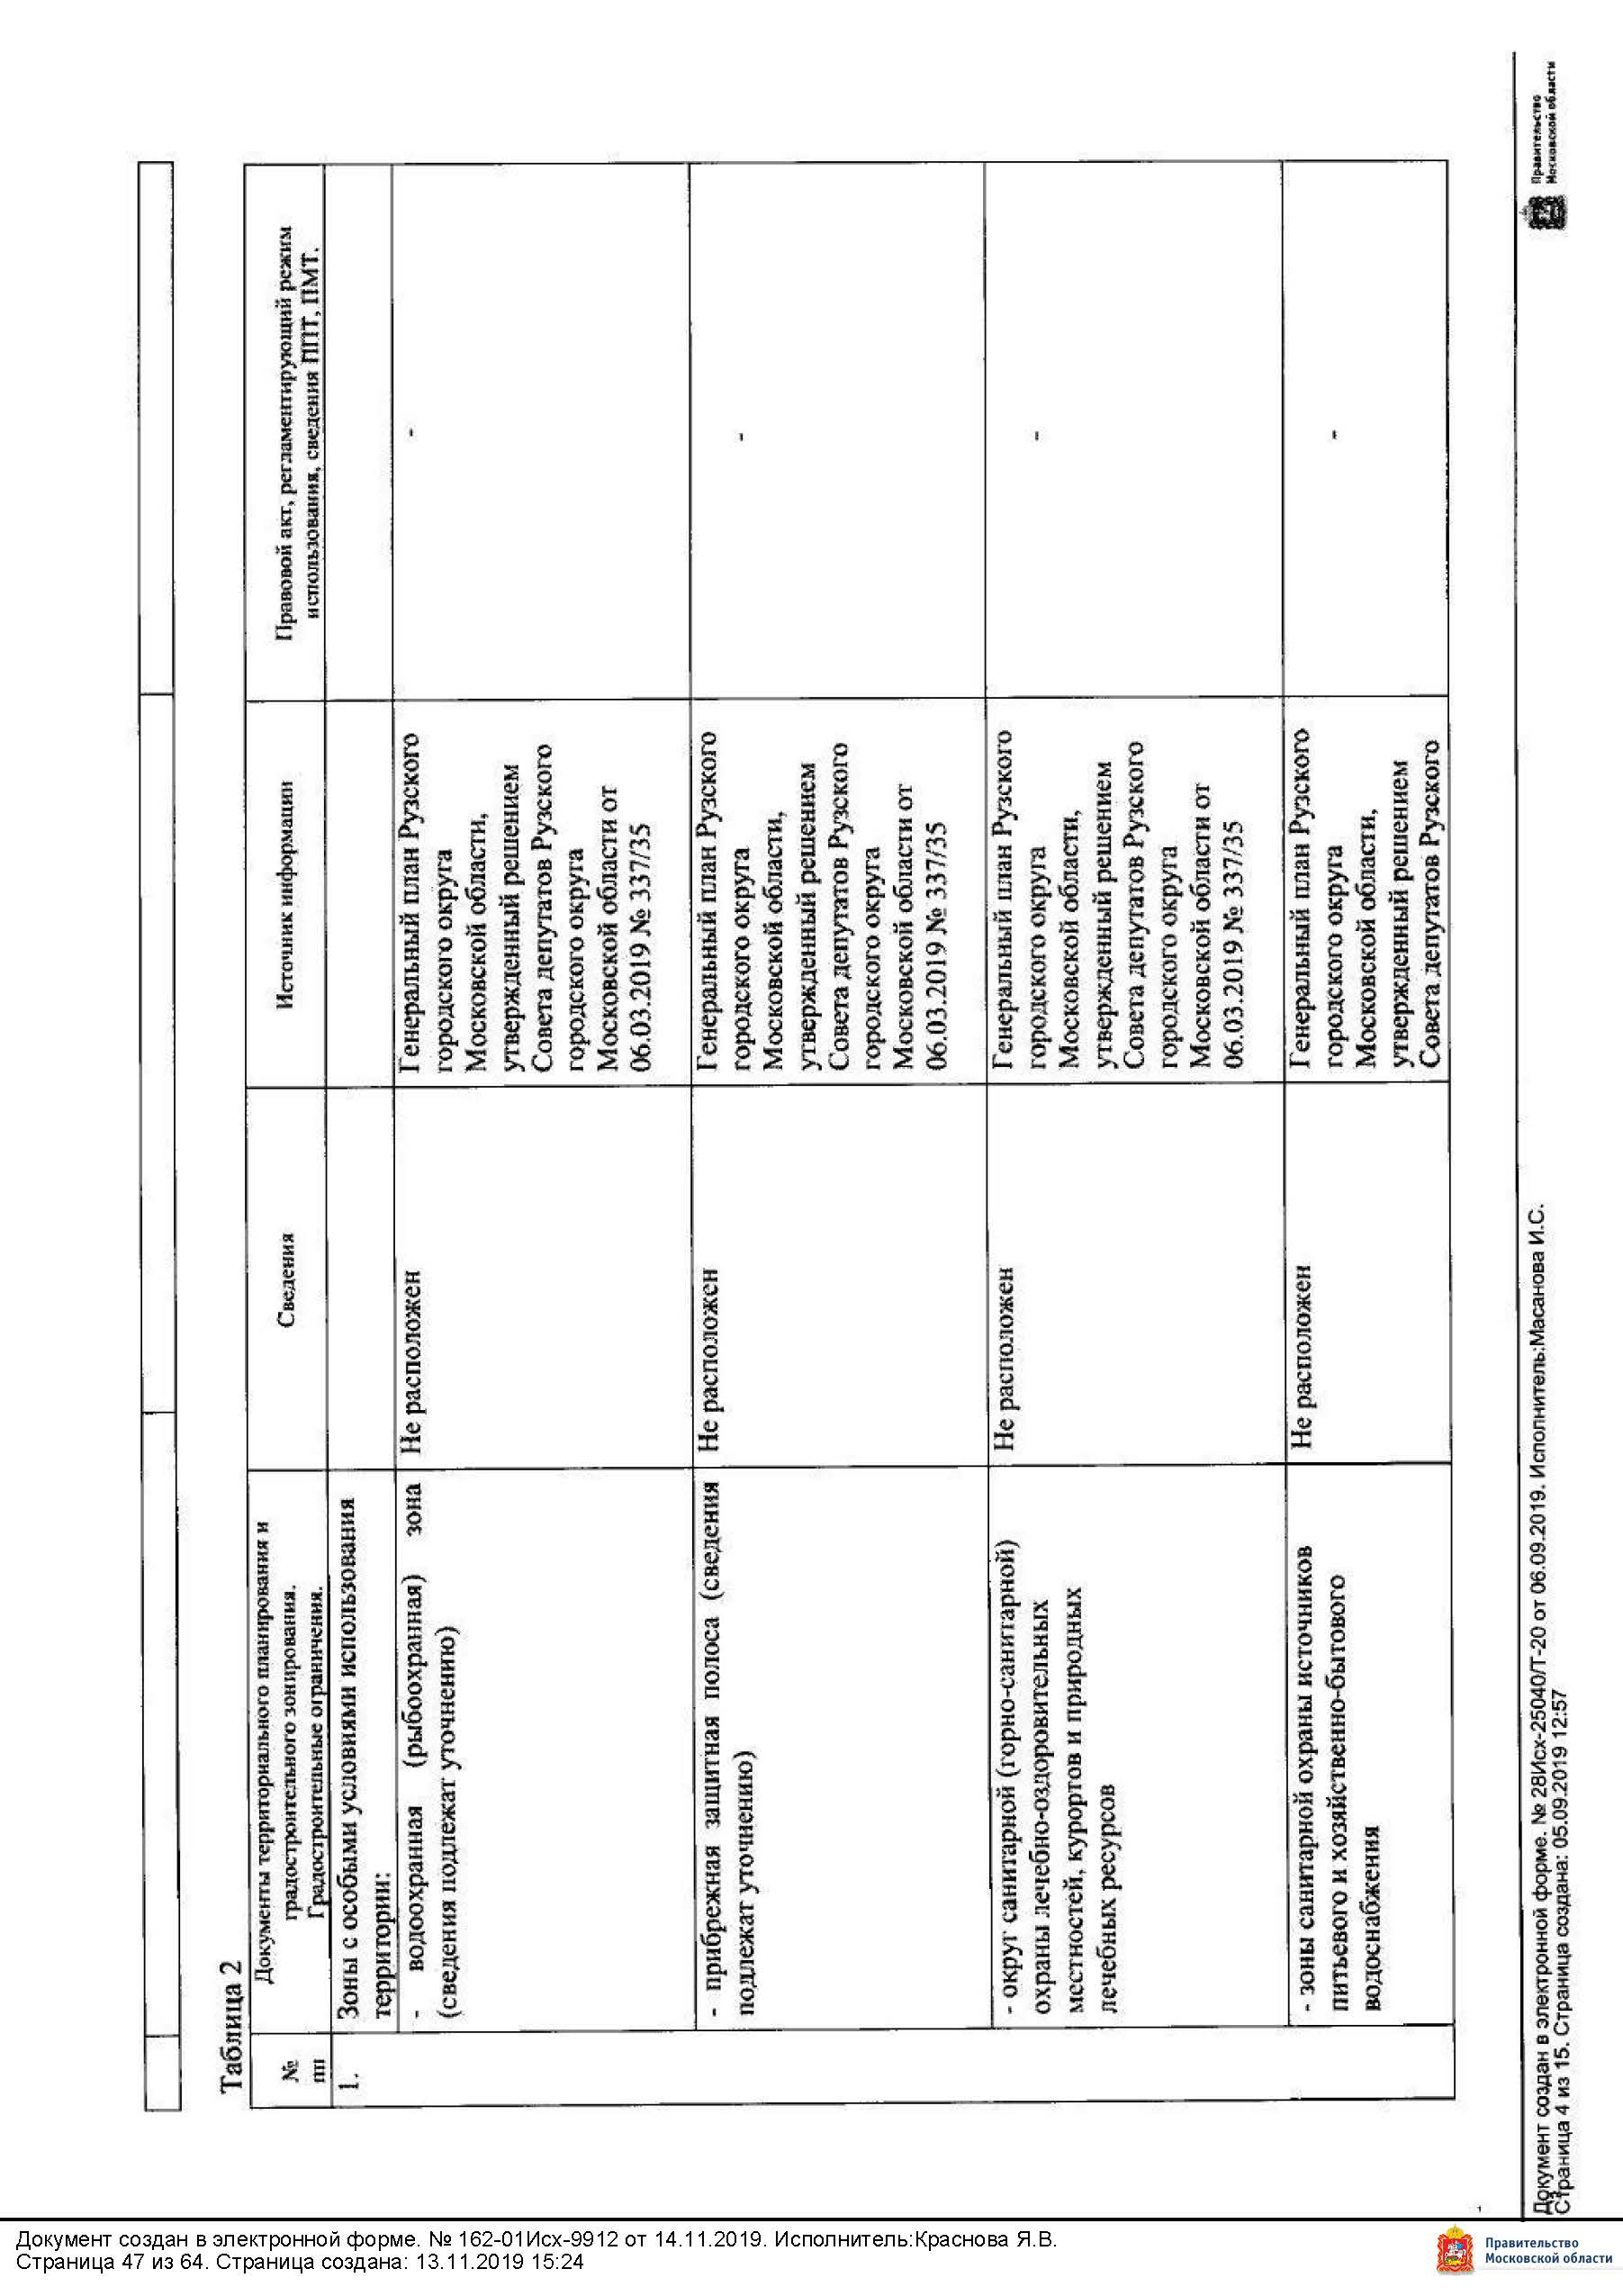 Таблица 2
№
пп
Документы территориального планирования и
градостроительного зонирования.
Градостроительные ограничения.
Сведения
Источник информации
Правовой акт, регламентирующий режим
использования, сведения ППТ, ПМТ.
1.
Зоны с особыми условиями использования
территории:
- водоохранная (рыбоохранная) зона
(сведения подлежат уточнению)
Не расположен
Генеральный план Рузского
городского округа
Московской области,
утвержденный решением
Совета депутатов Рузского
городского округа
Московской области от
06.03.2019 № 337/35
-
- прибрежная защитная полоса (сведения
подлежат уточнению)
Не расположен
Генеральный план Рузского
городского округа
Московской области,
утвержденный решением
Совета депутатов Рузского
городского округа
Московской области от
06.03.2019 № 337/35
-
- округ санитарной (горно-санитарной)
охраны лечебно-оздоровительных
местностей, курортов и природных
лечебных ресурсов
Не расположен
Генеральный план Рузского
городского округа
Московской области,
утвержденный решением
Совета депутатов Рузского
городского округа
Московской области от
06.03.2019 № 337/35
-
- зоны санитарной охраны источников
питьевого и хозяйственно-бытового
водоснабжения
Не расположен
Генеральный план Рузского
городского округа
Московской области,
утвержденный решением
Совета депутатов Рузского
-
Документ создан в электронной форме. № 28Исх-25040/Т-20 от 06.09.2019. Исполнитель:Масанова И.С.
Страница 4 из 15. Страница создана: 05.09.2019 12:57
Правительство
Московской области
Документ создан в электронной форме. № 162-01Исх-9912 от 14.11.2019. Исполнитель:Краснова Я.В.
Страница 47 из 64. Страница создана: 13.11.2019 15:24
Правительство
Московской области